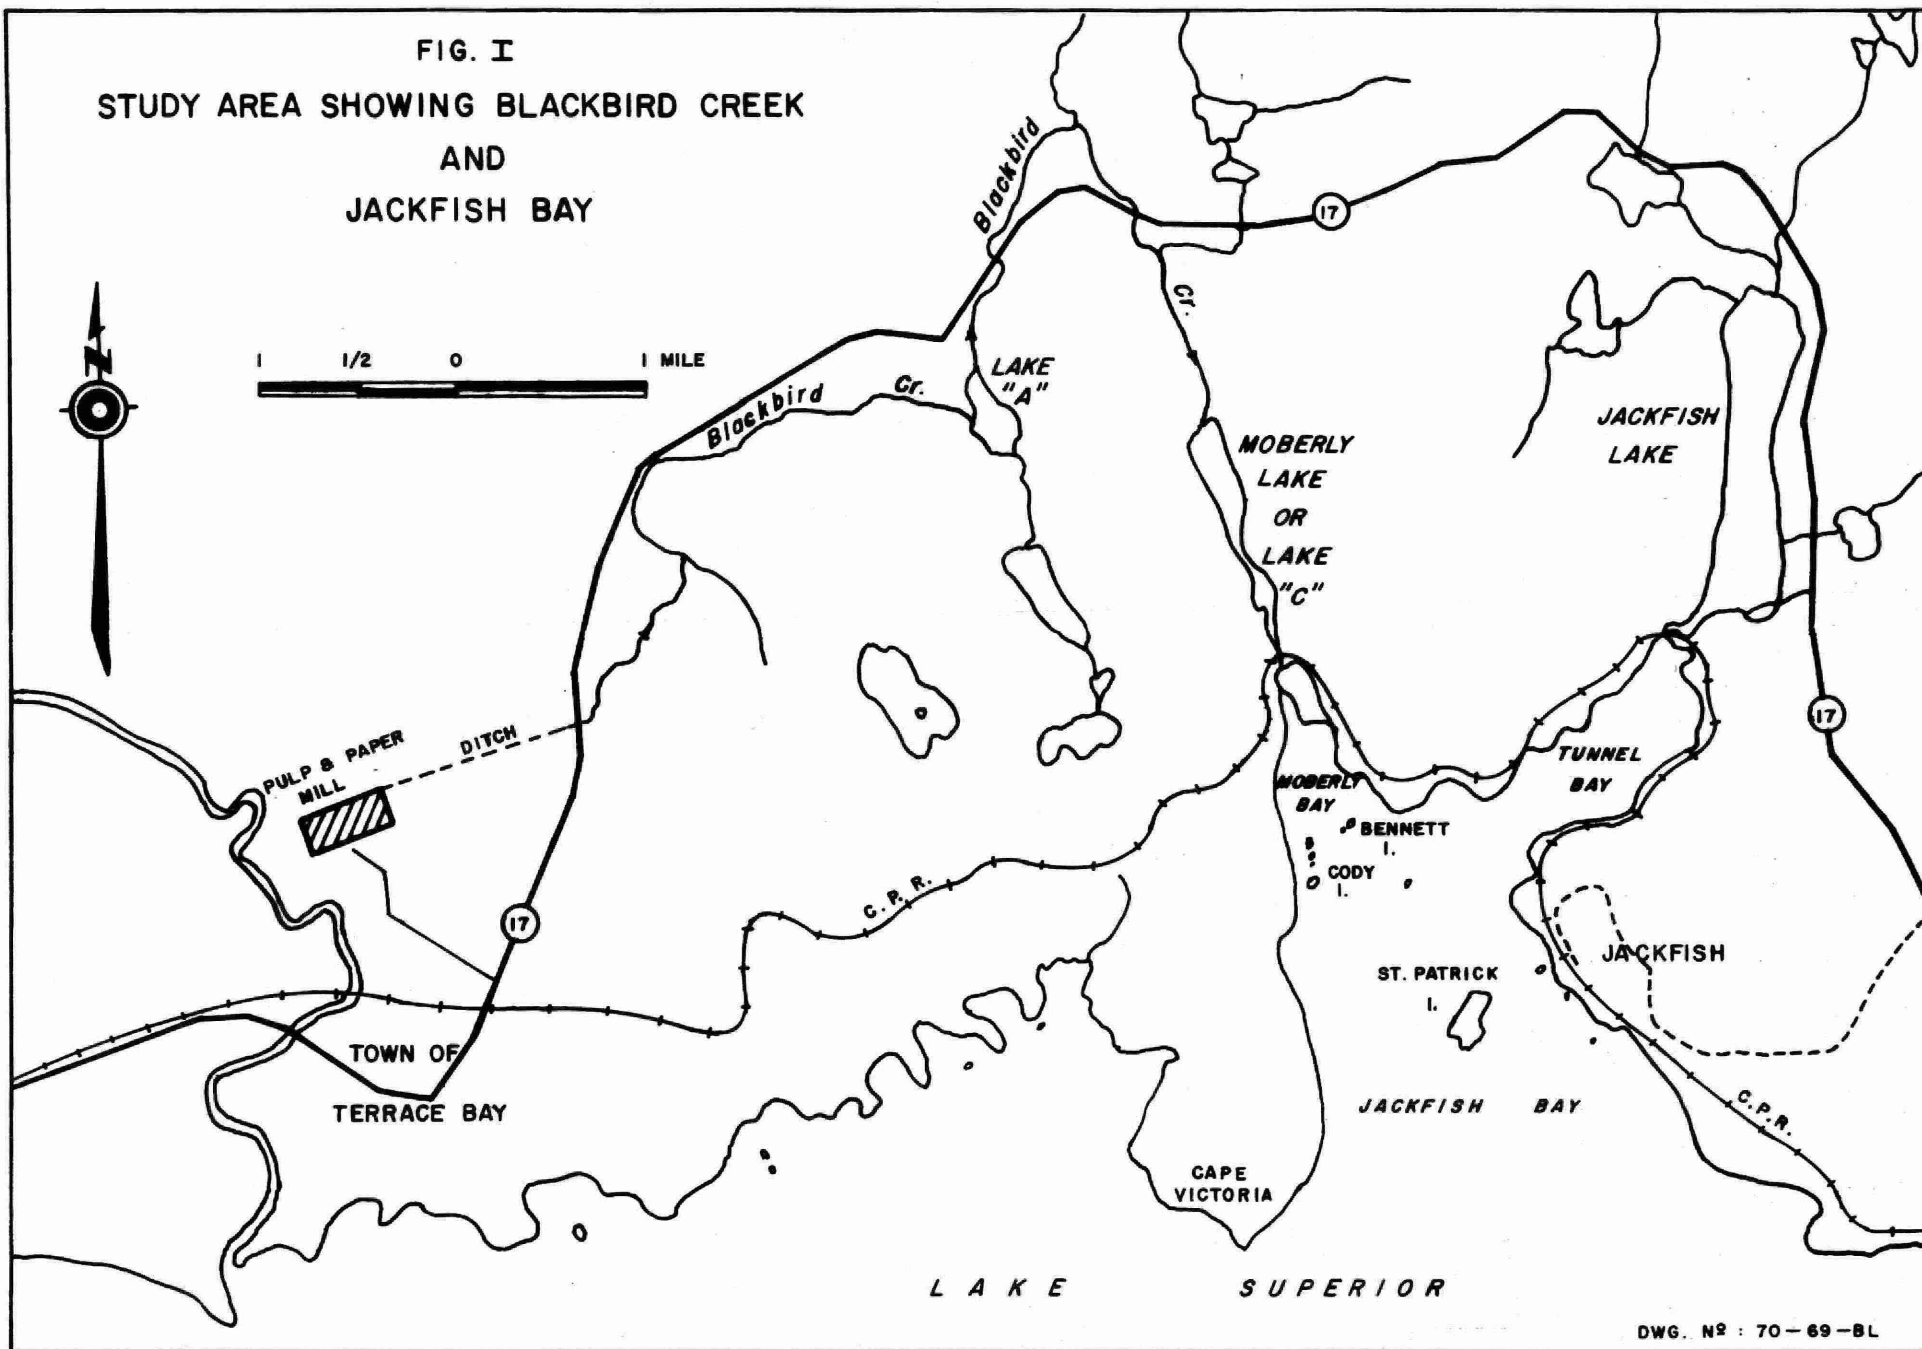 FIG. I
STUDY AREA SHOWING BLACKBIRD CREEK
AND
JACKFISH BAY
N
1 1/2 0 1 MILE
Blackbird
Cr.
17
LAKE
"A"
Blackbird Cr.
MOBERLY
LAKE
OR
LAKE
"C"
JACKFISH
LAKE
PULP & PAPER
MILL
DITCH
17
TUNNEL
BAY
MOBERLY
BAY
BENNETT
I.
CODY
I.
C. P. R.
17
JACKFISH
ST. PATRICK
I.
TOWN OF
TERRACE BAY
JACKFISH BAY
C.P.R.
CAPE
VICTORIA
LAKE SUPERIOR
DWG. Nº : 70-69-BL